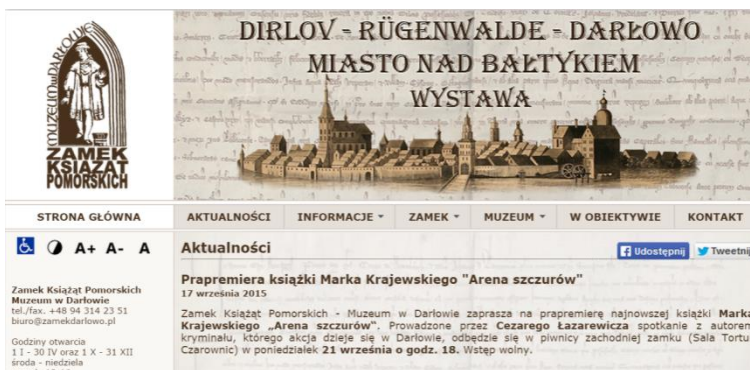 DIRLOV - RÜGENWALDE - DARŁOWO
MIASTO NAD BAŁTYKIEM
WYSTAWA
MUZEUM W DARŁOWIE
ZAMEK
KSIĄŻĄT
POMORSKICH
STRONA GŁÓWNA
AKTUALNOŚCI INFORMACJE ZAMEK MUZEUM W OBIEKTYWIE KONTAKT
A+ A- A
Zamek Książąt Pomorskich
Muzeum w Darłowie
tel./fax. +48 94 314 23 51
biuro@zamekdarlowo.pl
Godziny otwarcia
1 I - 30 IV oraz 1 X - 31 XII
środa - niedziela
Aktualności
Udostępnij Tweetnij
Prapremiera książki Marka Krajewskiego "Arena szczurów"
17 września 2015
Zamek Książąt Pomorskich - Muzeum w Darłowie zaprasza na prapremierę najnowszej książki Marka
Krajewskiego „Arena szczurów”. Prowadzone przez Cezarego Łazarewicza spotkanie z autorem
kryminału, którego akcja dzieje się w Darłowie, odbędzie się w piwnicy zachodniej zamku (Sala Tortur
Czarownic) w poniedziałek 21 września o godz. 18. Wstęp wolny.